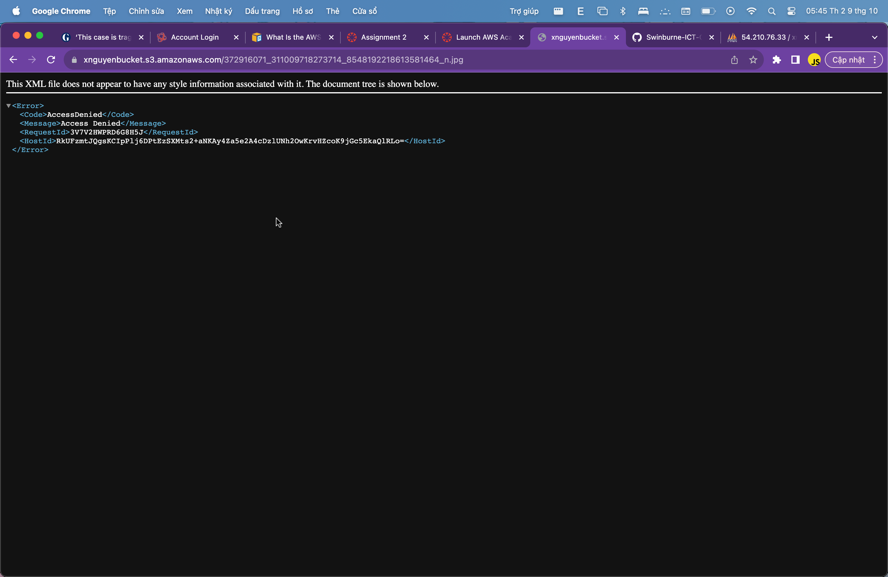 Google Chrome Tệp Chỉnh sửa Xem Nhật ký Dấu trang Hồ sơ Thẻ Cửa sổ Trợ giúp E 05:45 Th 2 9 thg 10
'This case is trag Account Login What Is the AWS Assignment 2 Launch AWS Aca xnguyenbucket. Swinburne-ICT- 54.210.76.33 / x
xnguyenbucket.s3.amazonaws.com/372916071_311009718273714_8548192218613581464_n.jpg JS Cập nhật
This XML file does not appear to have any style information associated with it. The document tree is shown below.
▼<Error>
<Code>AccessDenied</Code>
<Message>Access Denied</Message>
<RequestId>3V7V2HWPRD6G8H5J</RequestId>
<HostId>RkUFzmtJQgsKCIpPlj6DPtEzSXMts2+aNKAy4Za5e2A4cDzlUNh2OwKrvHZcoK9jGc5EkaQlRLo=</HostId>
</Error>